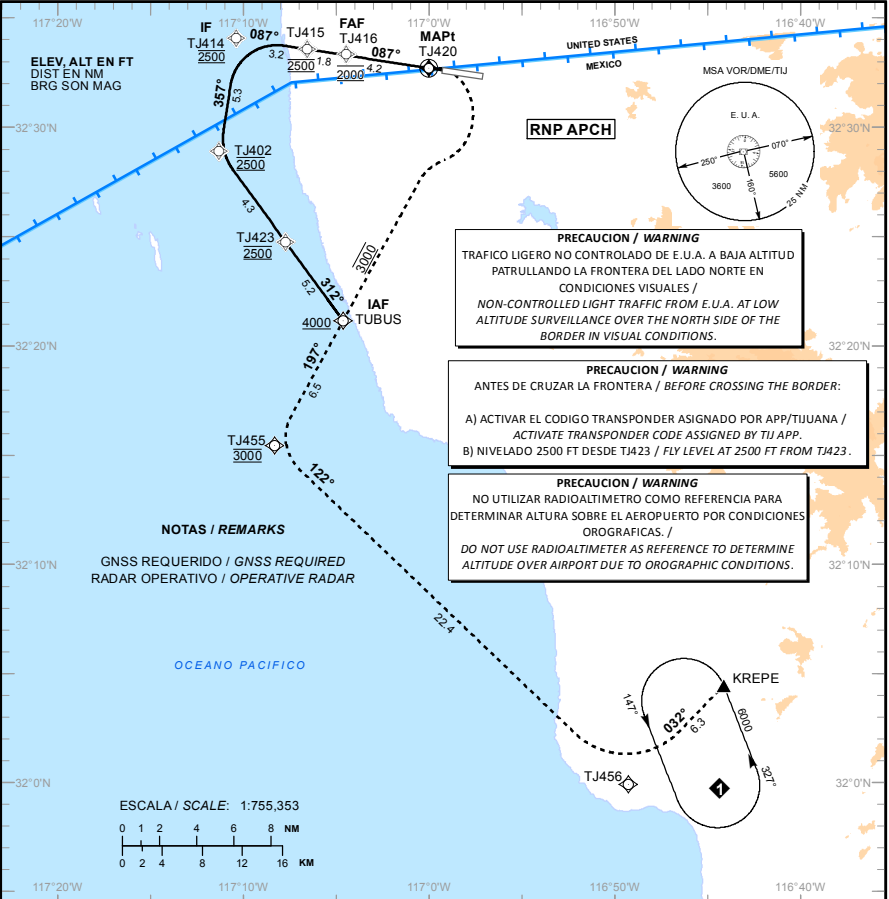 117°20'W
117°10'W
117°0'W
116°50'W
116°40'W
ELEV, ALT EN FT
DIST EN NM
BRG SON MAG
IF
TJ414
2500
087°
3.2
TJ415
2500
1.8
FAF
TJ416
2000
087°
4.2
MAPt
TJ420
UNITED STATES
MEXICO
357°
5.3
TJ402
2500
4.3
TJ423
2500
5.2
312°
3000
IAF
TUBUS
4000
197°
6.5
TJ455
3000
122°
22.4
RNP APCH
MSA VOR/DME/TIJ
E. U. A.
070°
250°
160°
3600
5600
25 NM
32°30'N
32°30'N
32°20'N
32°20'N
32°10'N
32°10'N
32°0'N
32°0'N
PRECAUCION / WARNING
TRAFICO LIGERO NO CONTROLADO DE E.U.A. A BAJA ALTITUD
PATRULLANDO LA FRONTERA DEL LADO NORTE EN
CONDICIONES VISUALES /
NON-CONTROLLED LIGHT TRAFFIC FROM E.U.A. AT LOW
ALTITUDE SURVEILLANCE OVER THE NORTH SIDE OF THE
BORDER IN VISUAL CONDITIONS.
PRECAUCION / WARNING
ANTES DE CRUZAR LA FRONTERA / BEFORE CROSSING THE BORDER:
A) ACTIVAR EL CODIGO TRANSPONDER ASIGNADO POR APP/TIJUANA /
ACTIVATE TRANSPONDER CODE ASSIGNED BY TIJ APP.
B) NIVELADO 2500 FT DESDE TJ423 / FLY LEVEL AT 2500 FT FROM TJ423.
PRECAUCION / WARNING
NO UTILIZAR RADIOALTIMETRO COMO REFERENCIA PARA
DETERMINAR ALTURA SOBRE EL AEROPUERTO POR CONDICIONES
OROGRAFICAS. /
DO NOT USE RADIOALTIMETER AS REFERENCE TO DETERMINE
ALTITUDE OVER AIRPORT DUE TO OROGRAPHIC CONDITIONS.
NOTAS / REMARKS
GNSS REQUERIDO / GNSS REQUIRED
RADAR OPERATIVO / OPERATIVE RADAR
OCEANO PACIFICO
KREPE
147°
032°
6.3
6000
327°
TJ456
1
ESCALA / SCALE: 1:755,353
0 1 2 4 6 8 NM
0 2 4 8 12 16 KM
117°20'W
117°10'W
117°0'W
116°50'W
116°40'W